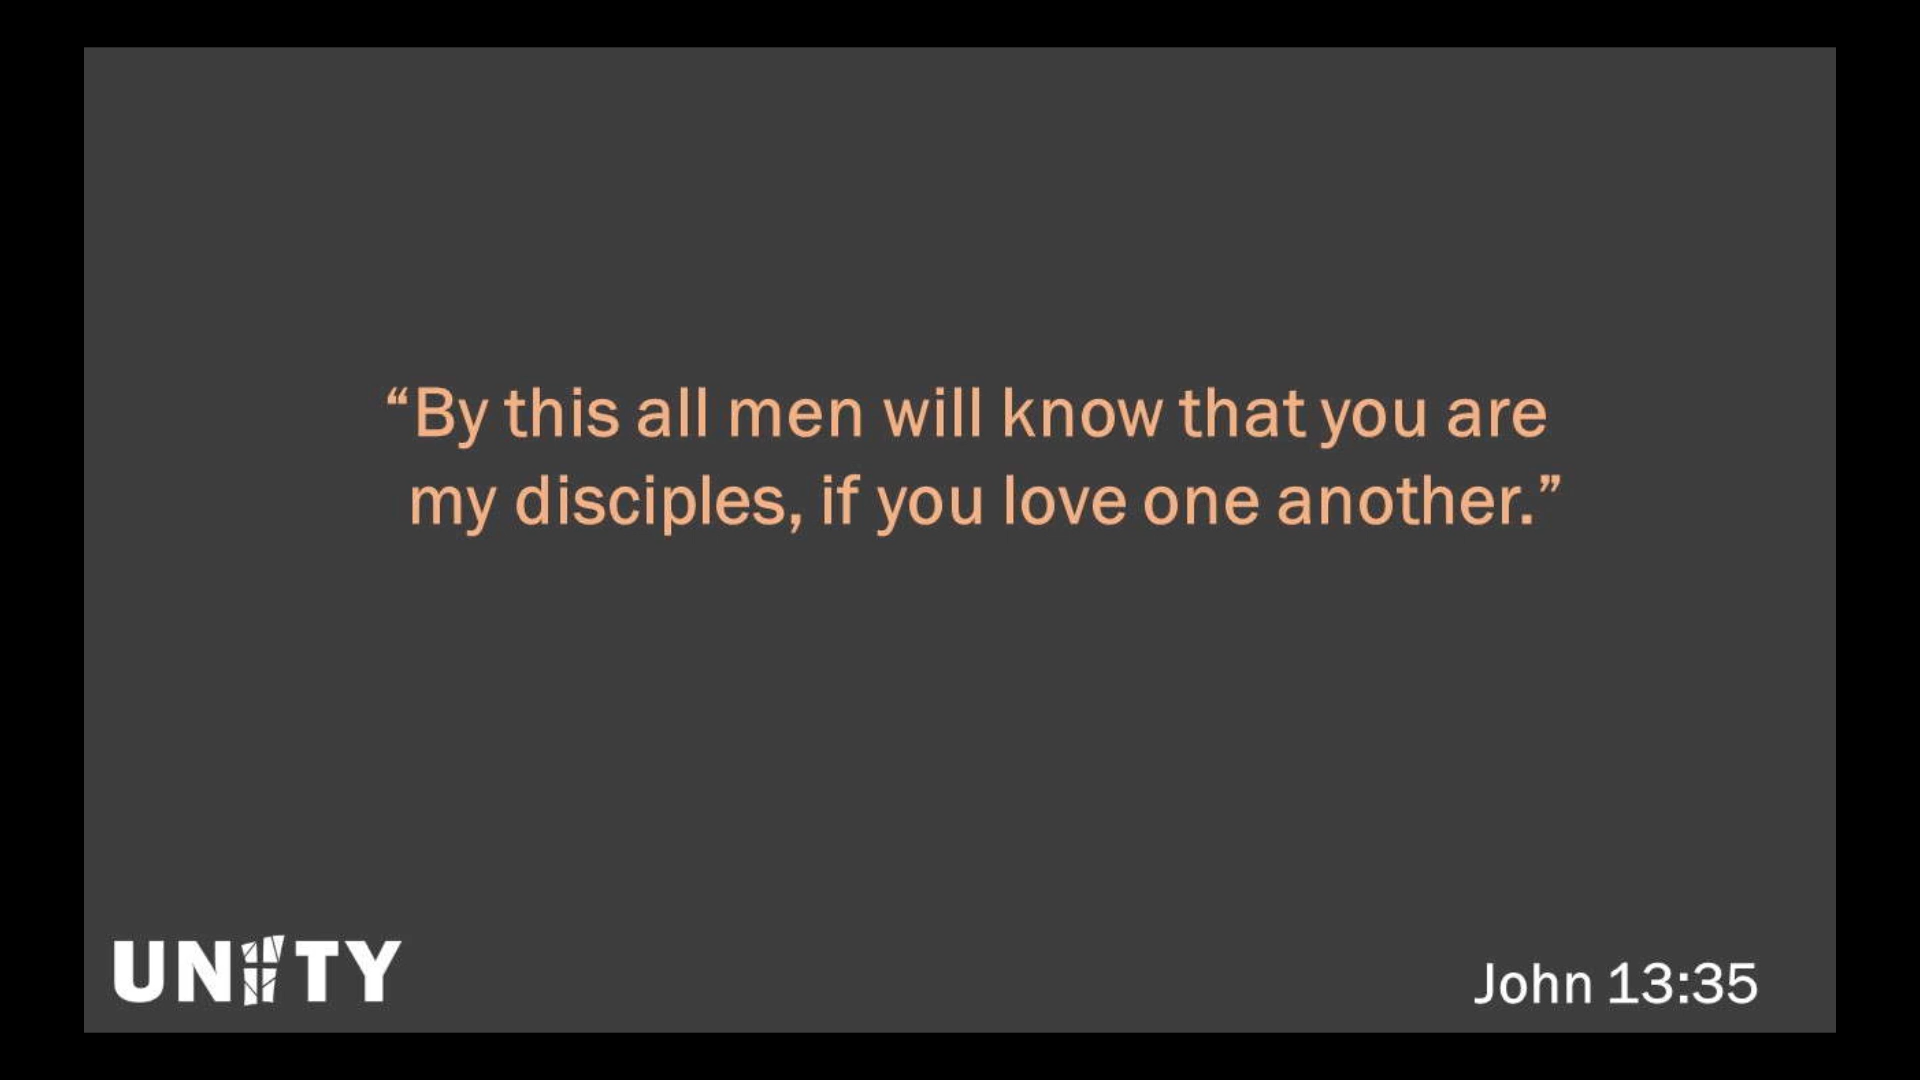 “By this all men will know that you are
my disciples, if you love one another.”
UNITY
John 13:35